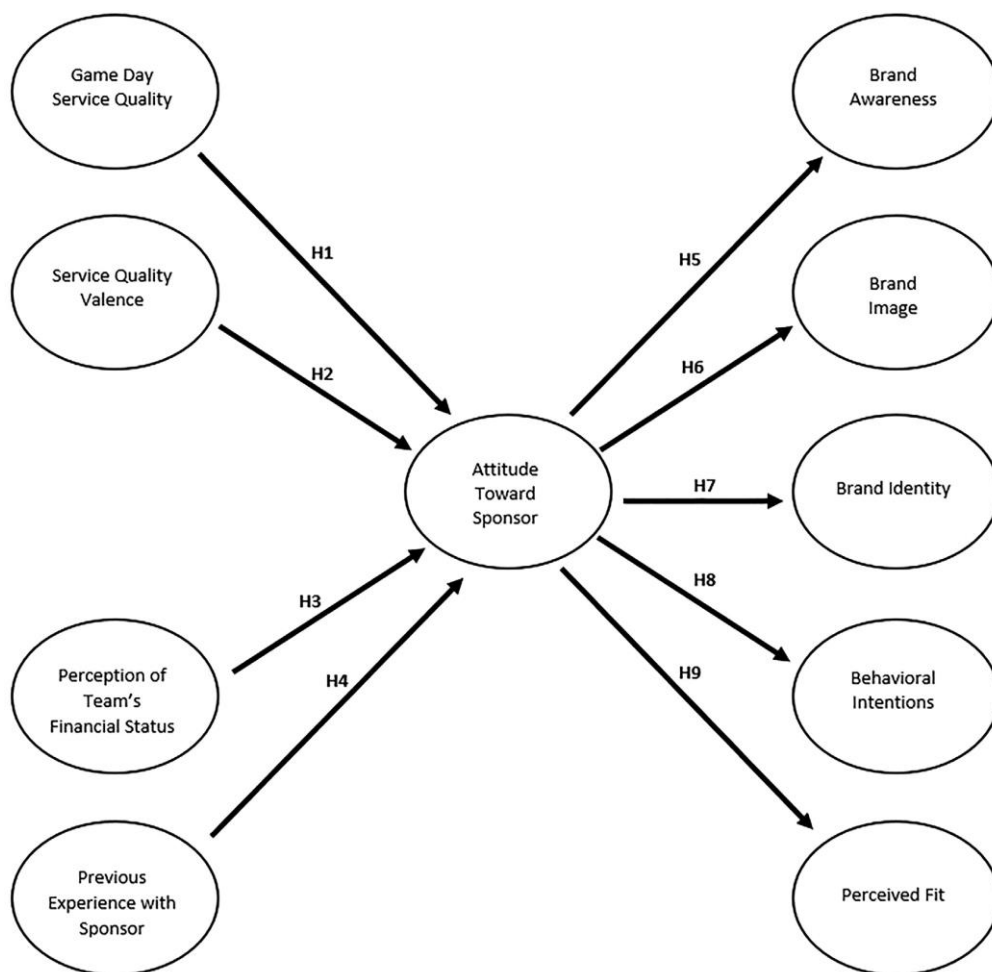 Game Day
Service Quality
Brand
Awareness
H1
H5
Service Quality
Valence
Brand
Image
H2
H6
Attitude
Toward
Sponsor
H7
Brand Identity
H3
H8
H4
H9
Perception of
Team's
Financial Status
Behavioral
Intentions
Previous
Experience with
Sponsor
Perceived Fit